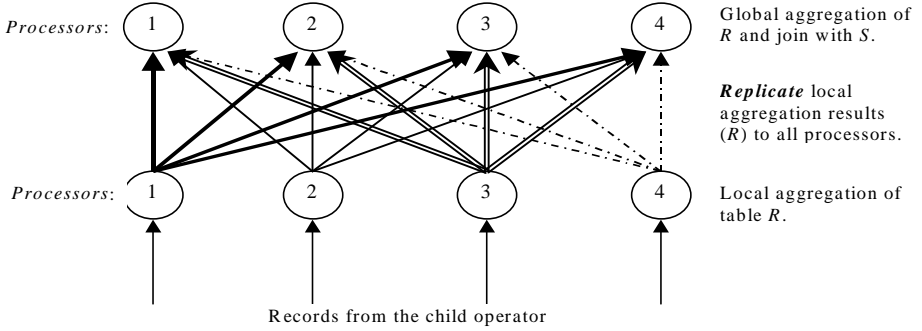 Processors: 1 2 3 4
Global aggregation of
R and join with S.
Replicate local
aggregation results
(R) to all processors.
Processors: 1 2 3 4
Local aggregation of
table R.
Records from the child operator